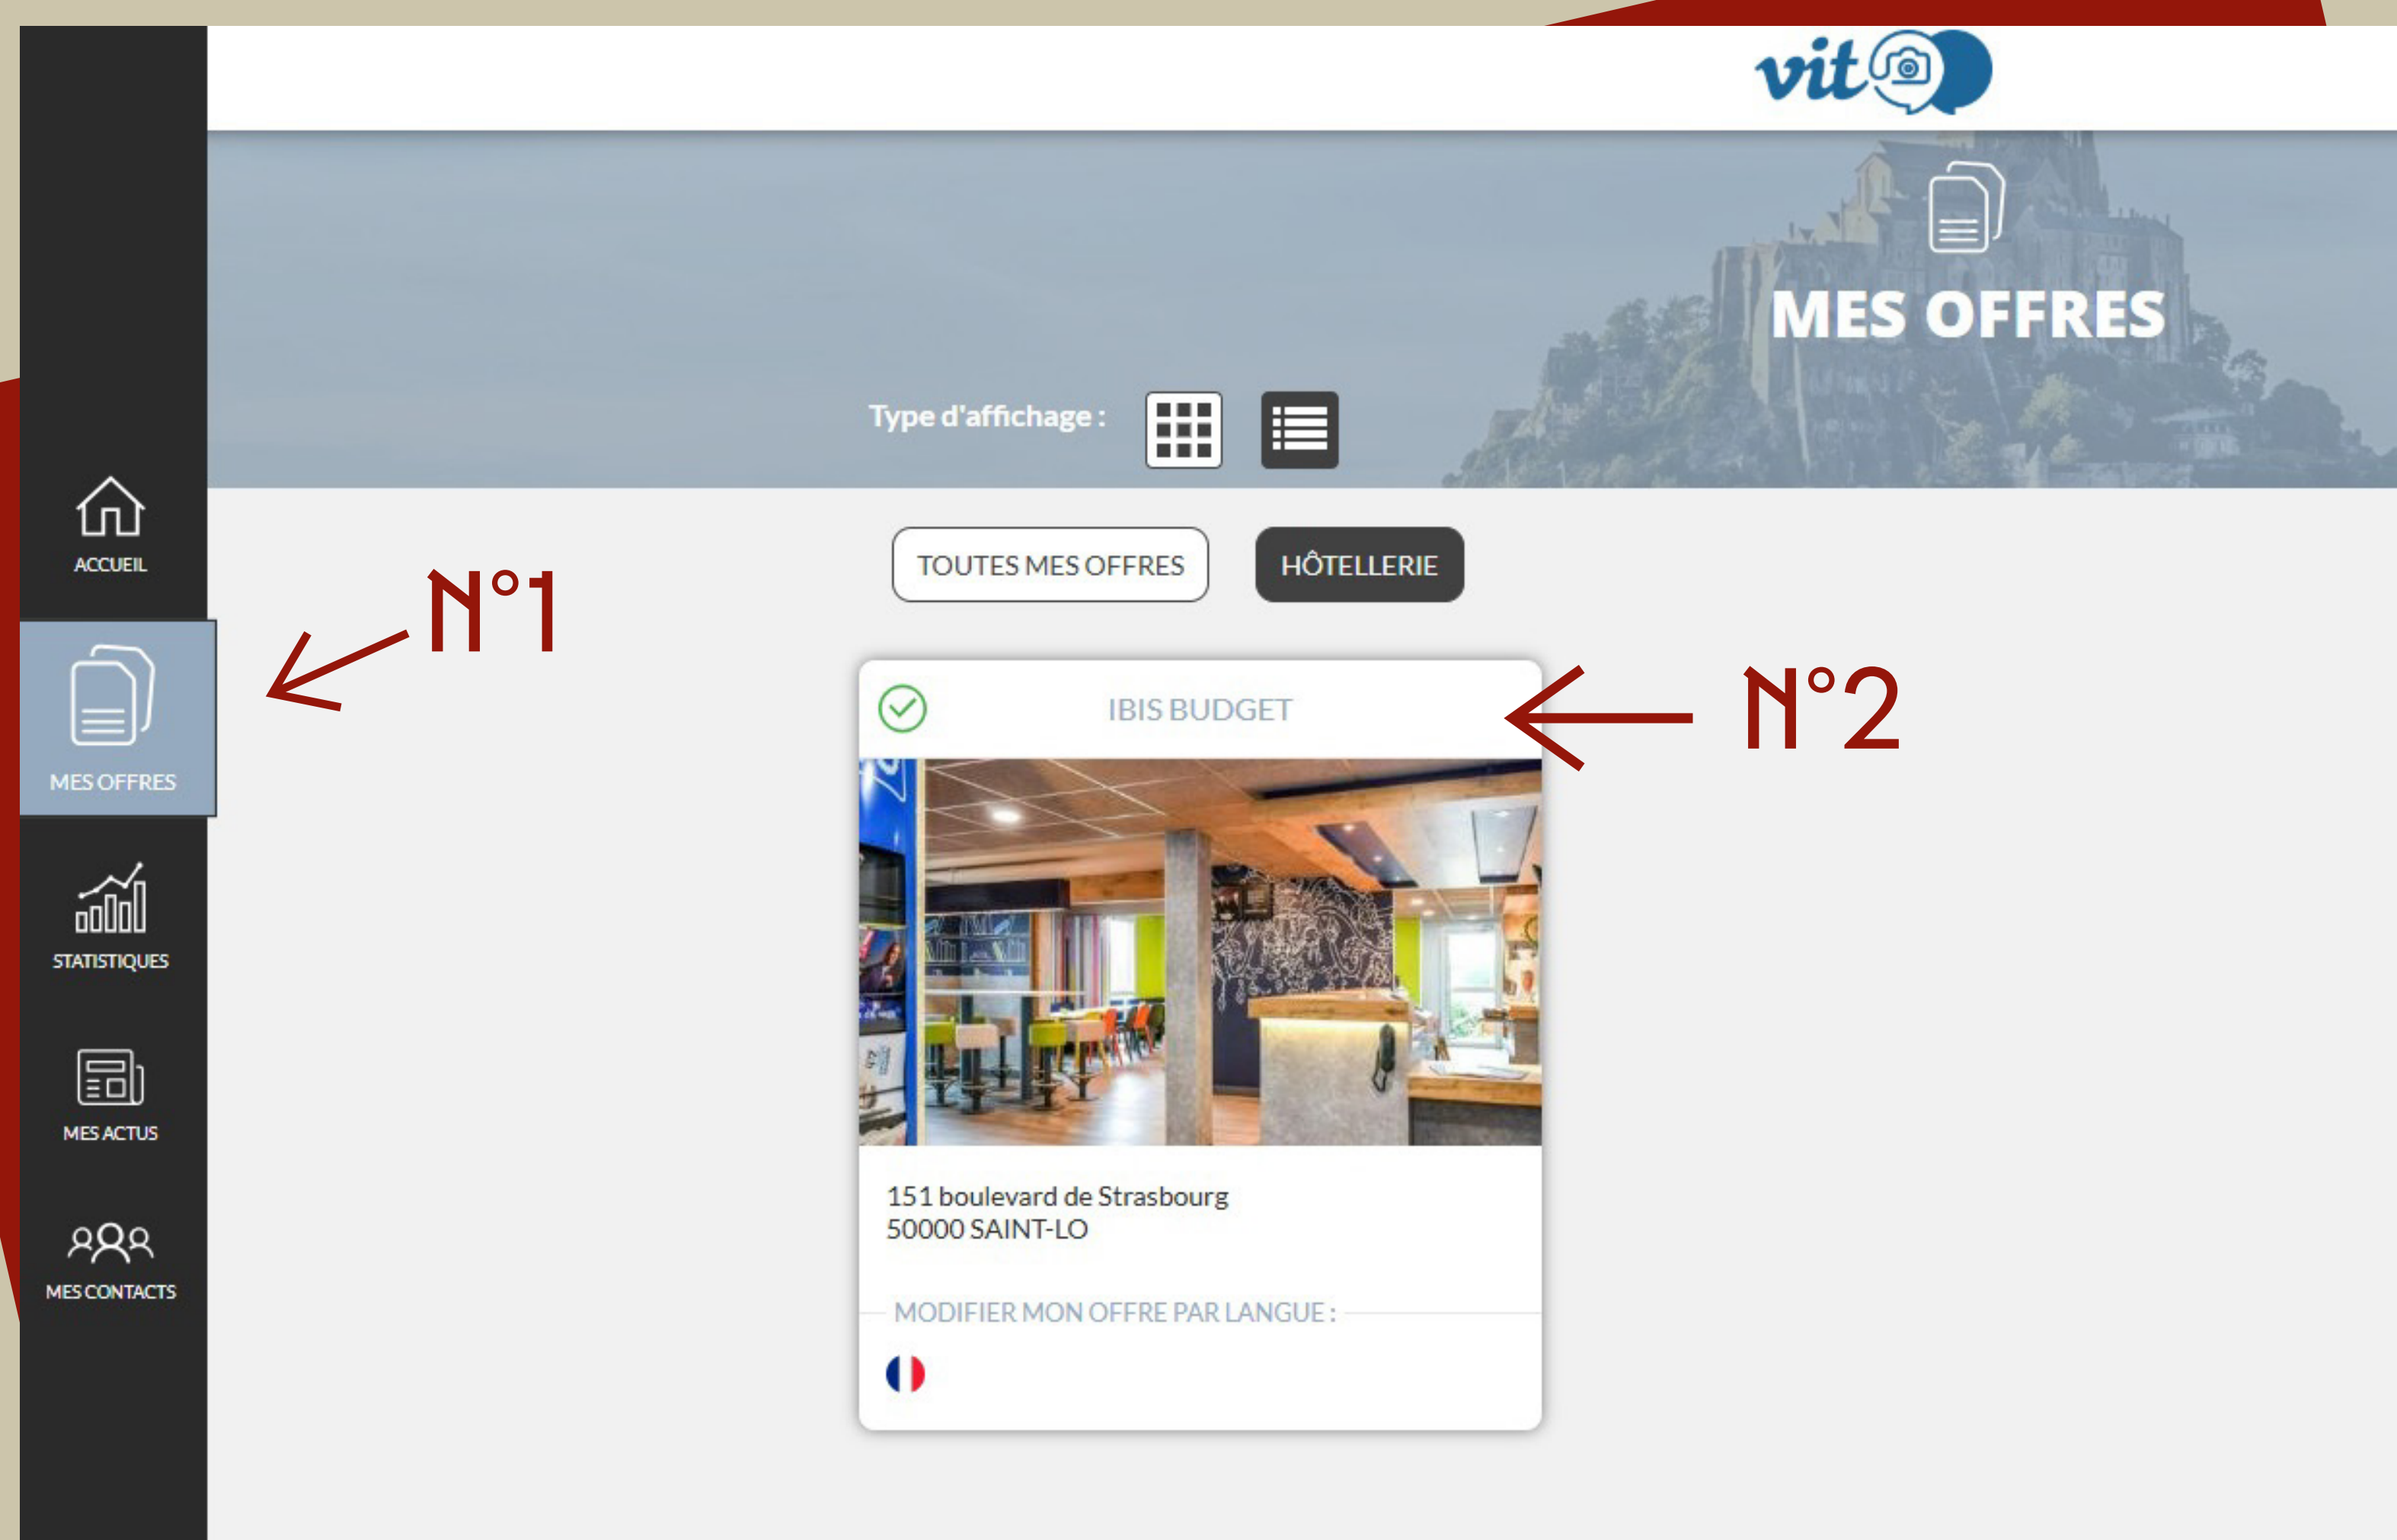 vit
MES OFFRES
Type d'affichage :
ACCUEIL
TOUTES MES OFFRES
HÔTELLERIE
N°1
MES OFFRES
IBIS BUDGET
N°2
STATISTIQUES
MES ACTUS
MES CONTACTS
151 boulevard de Strasbourg
50000 SAINT-LO
MODIFIER MON OFFRE PAR LANGUE :